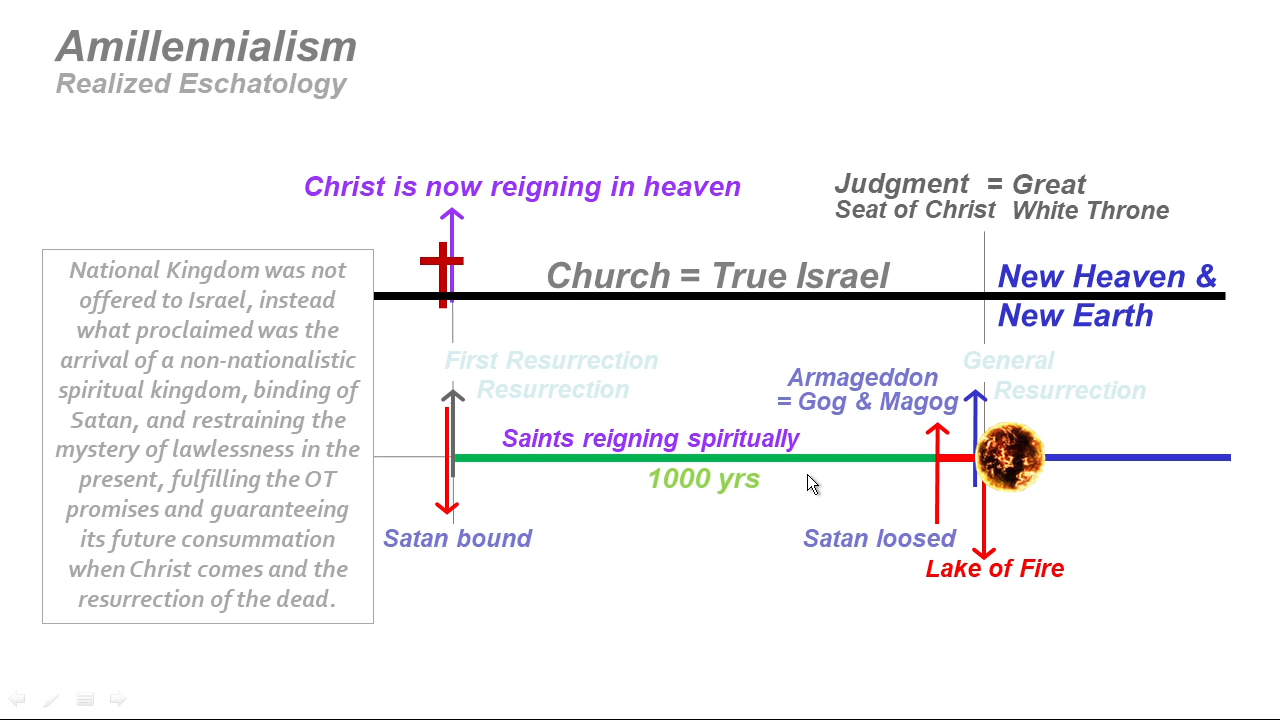 Amillennialism
Realized Eschatology
Christ is now reigning in heaven
Judgment = Great
Seat of Christ White Throne
National Kingdom was not
offered to Israel, instead
what proclaimed was the
arrival of a non-nationalistic
spiritual kingdom, binding of
Satan, and restraining the
mystery of lawlessness in the
present, fulfilling the OT
promises and guaranteeing
its future consummation
when Christ comes and the
resurrection of the dead.
Church = True Israel
New Heaven &
New Earth
First Resurrection
Resurrection
General
Resurrection
Armageddon
= Gog & Magog
Saints reigning spiritually
1000 yrs
Satan bound
Satan loosed
Lake of Fire